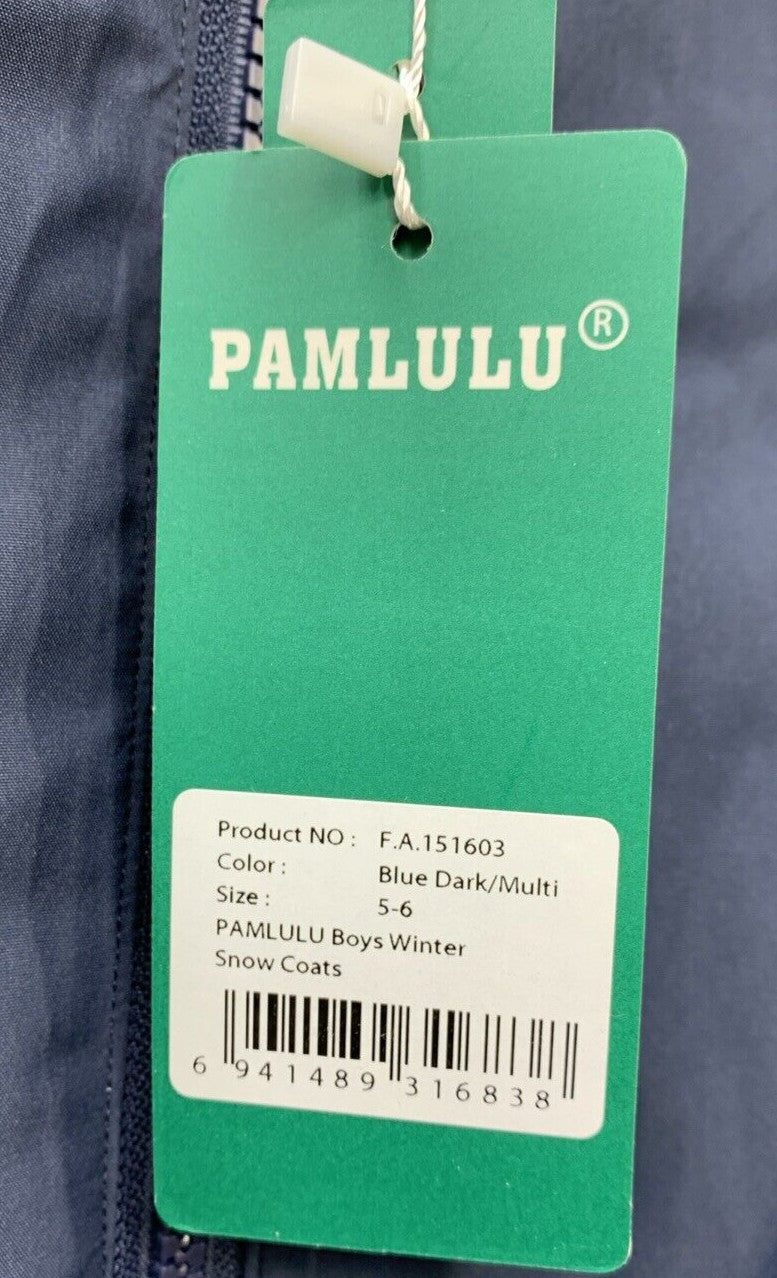 PAMLULU®
Product NO : F.A.151603
Color : Blue Dark/Multi
Size : 5-6
PAMLULU Boys Winter
Snow Coats
6 941489 316838